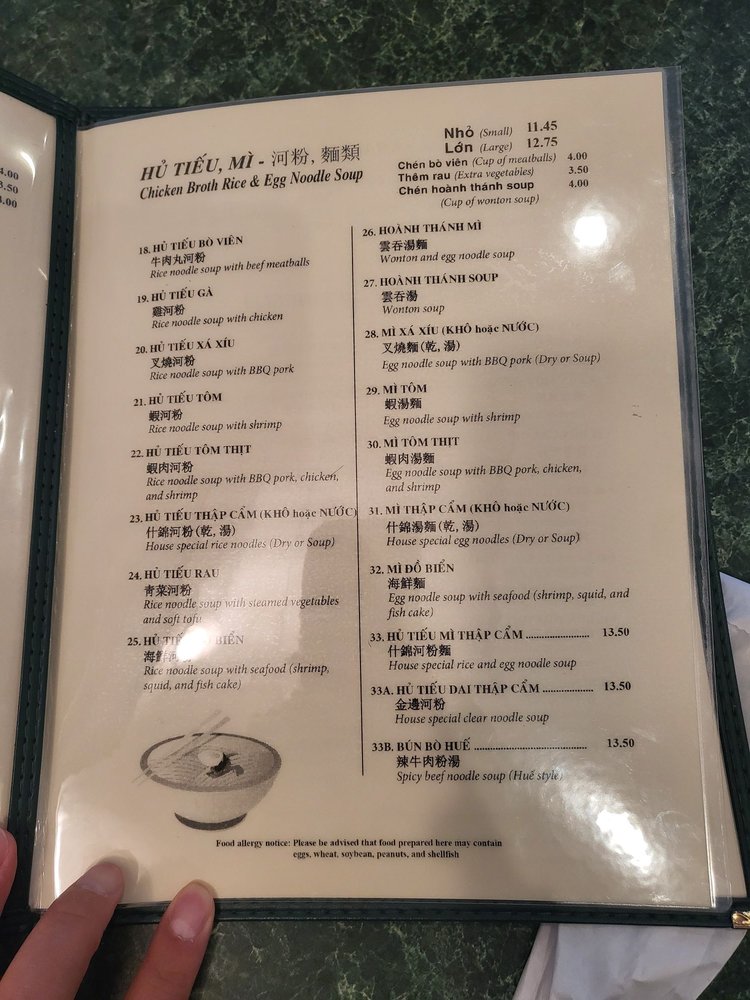 4.00
3.50
4.00
HỦ TIẾU, MÌ - 河粉, 麵類
Chicken Broth Rice & Egg Noodle Soup
Nhỏ (Small) 11.45
Lớn (Large) 12.75
Chén bò viên (Cup of meatballs) 4.00
Thêm rau (Extra vegetables) 3.50
Chén hoành thánh soup 4.00
(Cup of wonton soup)
18. HỦ TIẾU BÒ VIÊN
牛肉丸河粉
Rice noodle soup with beef meatballs
19. HỦ TIẾU GÀ
雞河粉
Rice noodle soup with chicken
20. HỦ TIẾU XÁ XÍU
叉燒河粉
Rice noodle soup with BBQ pork
21. HỦ TIẾU TÔM
蝦河粉
Rice noodle soup with shrimp
22. HỦ TIẾU TÔM THỊT
蝦肉河粉
Rice noodle soup with BBQ pork, chicken,
and shrimp
23. HỦ TIẾU THẬP CẨM (KHÔ hoặc NƯỚC)
什錦河粉(乾, 湯)
House special rice noodles (Dry or Soup)
24. HỦ TIẾU RAU
青菜河粉
Rice noodle soup with steamed vegetables
and soft tofu
25. HỦ BIỂN
海鮮河粉
Rice noodle soup with seafood (shrimp,
squid, and fish cake)
26. HOÀNH THÁNH MÌ
雲吞湯麵
Wonton and egg noodle soup
27. HOÀNH THÁNH SOUP
雲吞湯
Wonton soup
28. MÌ XÁ XÍU (KHÔ hoặc NƯỚC)
叉燒麵(乾, 湯)
Egg noodle soup with BBQ pork (Dry or Soup)
29. MÌ TÔM
蝦湯麵
Egg noodle soup with shrimp
30. MÌ TÔM THỊT
蝦肉湯麵
Egg noodle soup with BBQ pork, chicken,
and shrimp
31. MÌ THẬP CẨM (KHÔ hoặc NƯỚC)
什錦湯麵(乾, 湯)
House special egg noodles (Dry or Soup)
32. MÌ ĐỒ BIỂN
海鮮麵
Egg noodle soup with seafood (shrimp, squid, and
fish cake)
33. HỦ TIẾU MÌ THẬP CẨM ........................ 13.50
什錦河粉麵
House special rice and egg noodle soup
33A. HỦ TIẾU DAI THẬP CẨM ................... 13.50
金邊河粉
House special clear noodle soup
33B. BÚN BÒ HUẾ .......................................... 13.50
辣牛肉粉湯
Spicy beef noodle soup (Huế style)
Food allergy notice: Please be advised that food prepared here may contain
eggs, wheat, soybean, peanuts, and shellfish